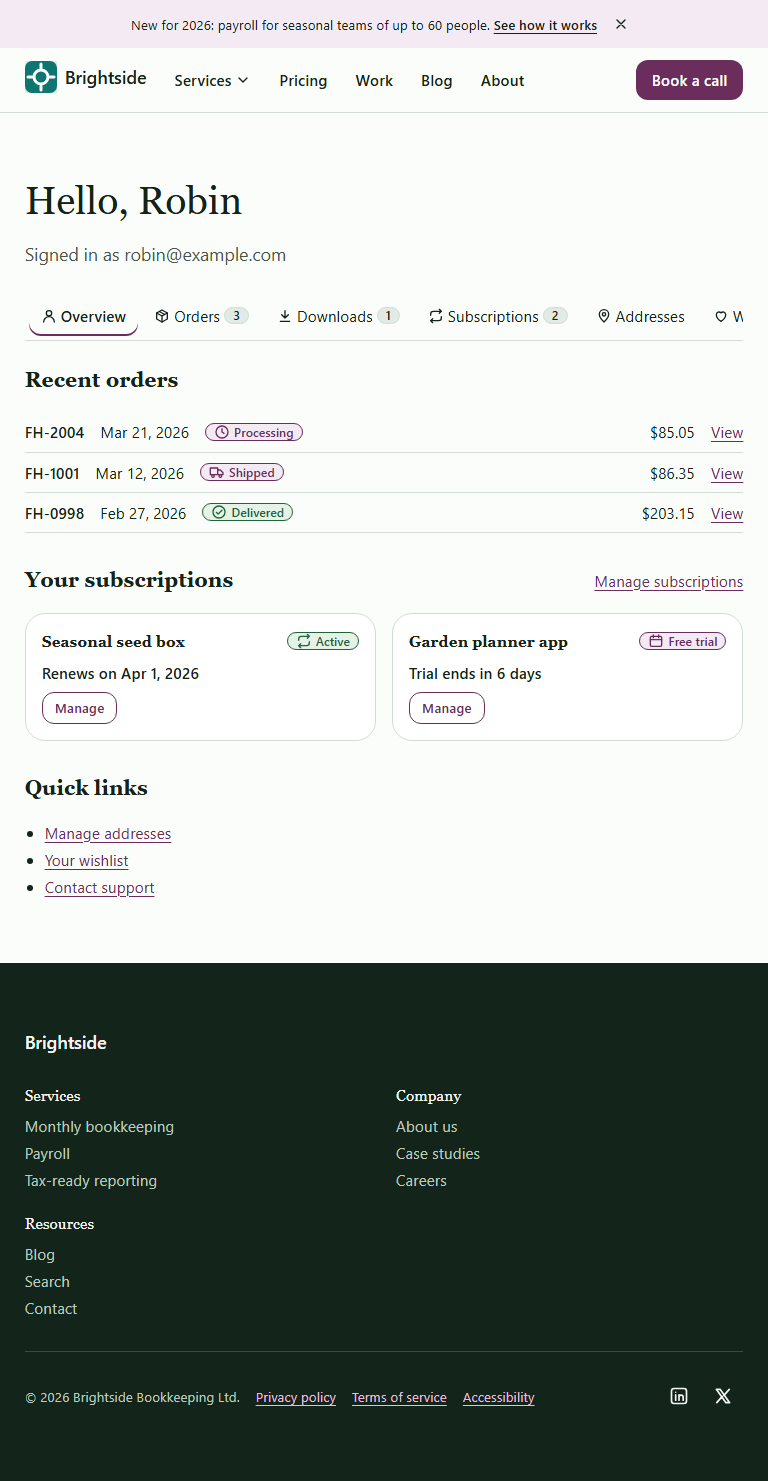 New for 2026: payroll for seasonal teams of up to 60 people. See how it works
Brightside Services Pricing Work Blog About Book a call
Hello, Robin
Signed in as robin@example.com
Overview Orders 3 Downloads 1 Subscriptions 2 Addresses W
Recent orders
FH-2004 Mar 21, 2026 Processing $85.05 View
FH-1001 Mar 12, 2026 Shipped $86.35 View
FH-0998 Feb 27, 2026 Delivered $203.15 View
Your subscriptions Manage subscriptions
Seasonal seed box Active Garden planner app Free trial
Renews on Apr 1, 2026 Trial ends in 6 days
Manage Manage
Quick links
Manage addresses
Your wishlist
Contact support
Brightside
Services Company
Monthly bookkeeping About us
Payroll Case studies
Tax-ready reporting Careers
Resources
Blog
Search
Contact
© 2026 Brightside Bookkeeping Ltd. Privacy policy Terms of service Accessibility